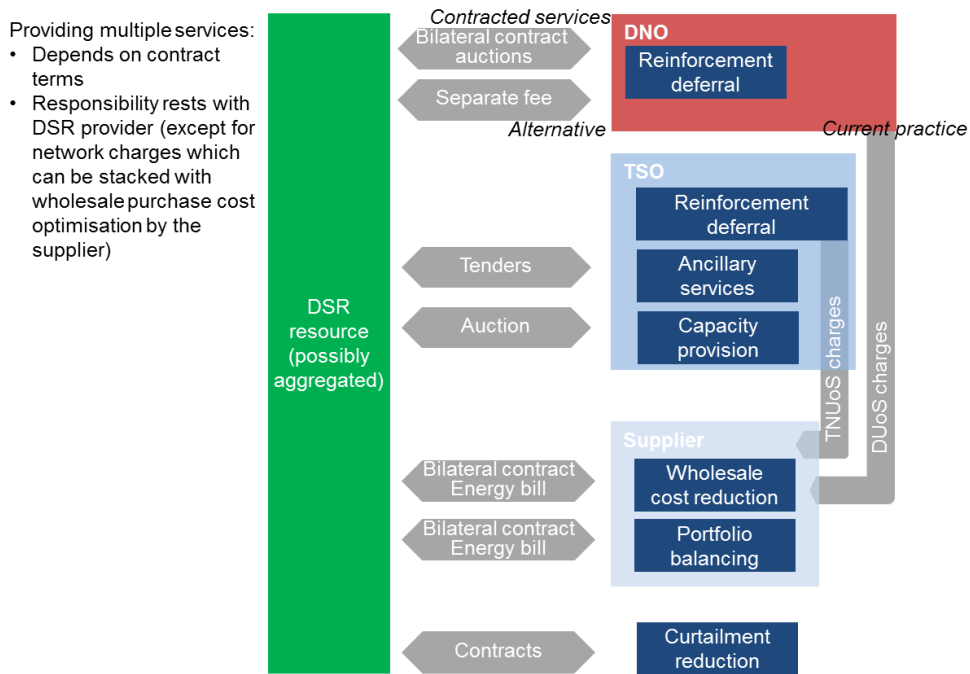 Providing multiple services:
• Depends on contract
terms
• Responsibility rests with
DSR provider (except for
network charges which
can be stacked with
wholesale purchase cost
optimisation by the
supplier)
DSR
resource
(possibly
aggregated)
Contracted services
Bilateral contract
auctions
Separate fee
Alternative
Tenders
Auction
Bilateral contract
Energy bill
Bilateral contract
Energy bill
Contracts
DNO
Reinforcement
deferral
Current practice
TSO
Reinforcement
deferral
Ancillary
services
Capacity
provision
TNUoS charges
DUoS charges
Supplier
Wholesale
cost reduction
Portfolio
balancing
Curtailment
reduction